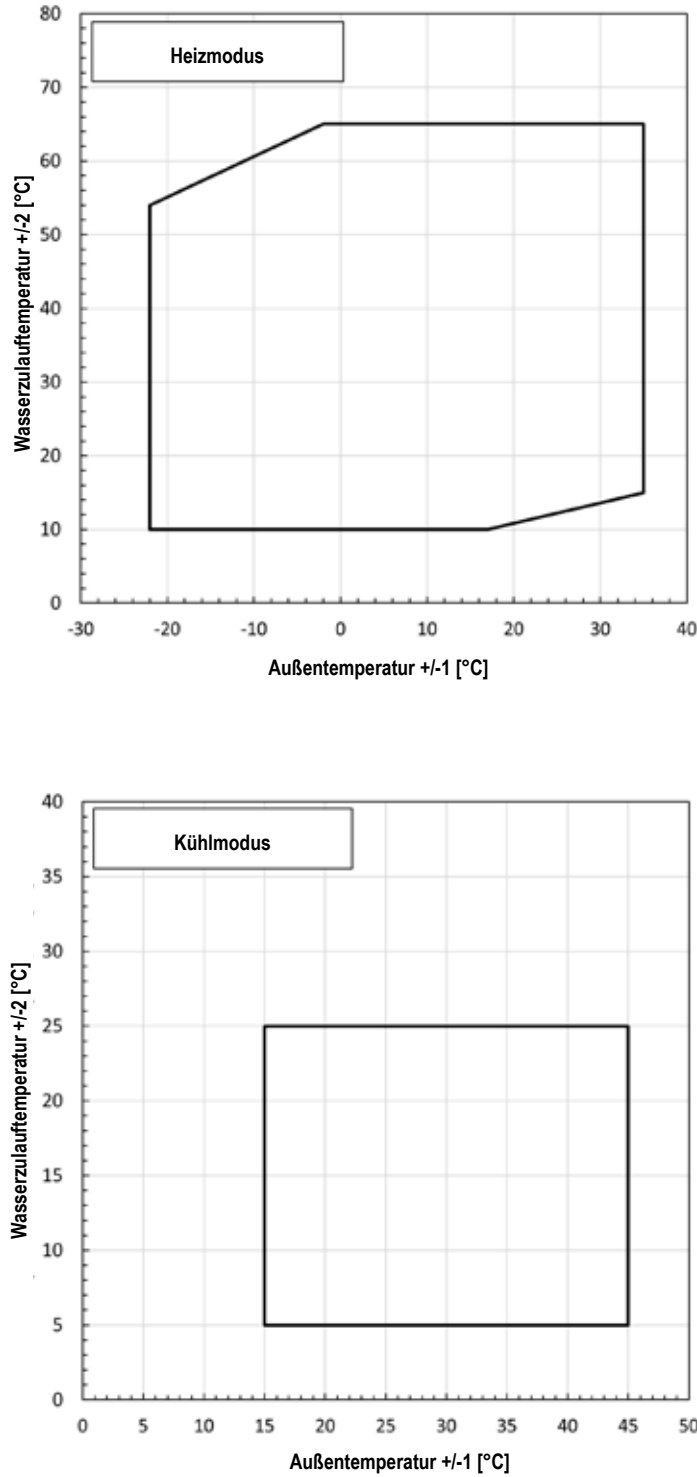 Heizmodus
Wasserzulauftemperatur +/-2 [°C]
80
70
60
50
40
30
20
10
0
-30 -20 -10 0 10 20 30 40
Außentemperatur +/-1 [°C]
Kühlmodus
Wasserzulauftemperatur +/-2 [°C]
40
35
30
25
20
15
10
5
0
0 5 10 15 20 25 30 35 40 45 50
Außentemperatur +/-1 [°C]